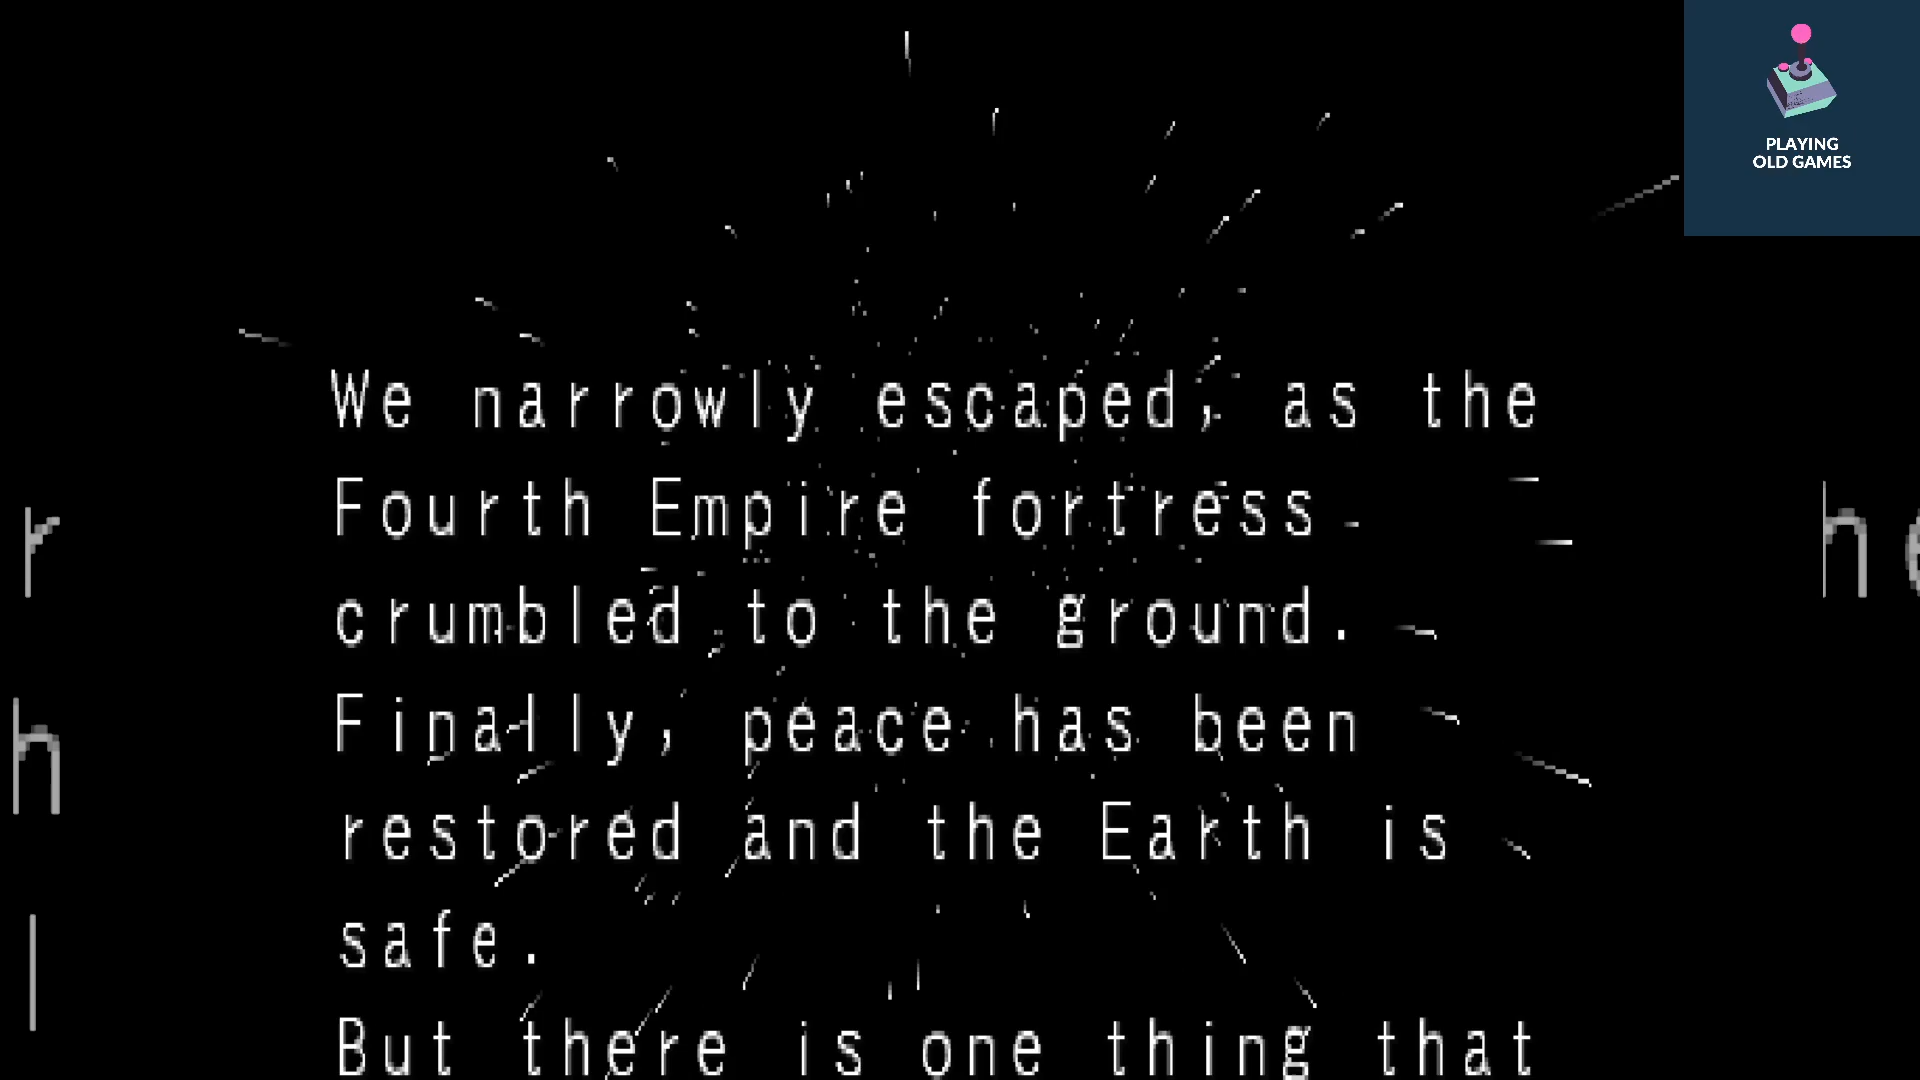 PLAYING
OLD GAMES
We narrowly escaped, as the
Fourth Empire fortress
crumbled to the ground.
Finally, peace has been
restored and the Earth is
safe.
But there is one thing that
r
h
l
he